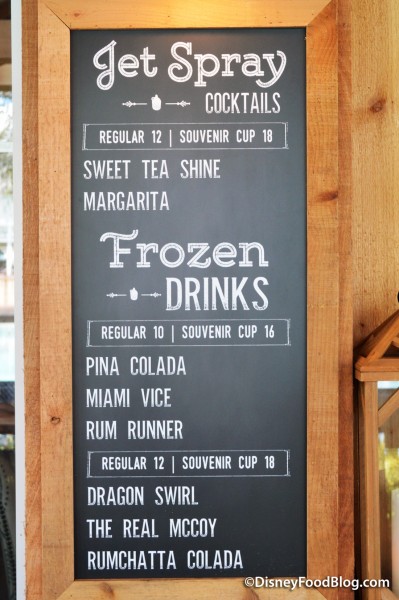 Jet Spray
COCKTAILS
REGULAR 12 | SOUVENIR CUP 18
SWEET TEA SHINE
MARGARITA
Frozen
DRINKS
REGULAR 10 | SOUVENIR CUP 16
PINA COLADA
MIAMI VICE
RUM RUNNER
REGULAR 12 | SOUVENIR CUP 18
DRAGON SWIRL
THE REAL MCCOY
RUMCHATTA COLADA
©DisneyFoodBlog.com